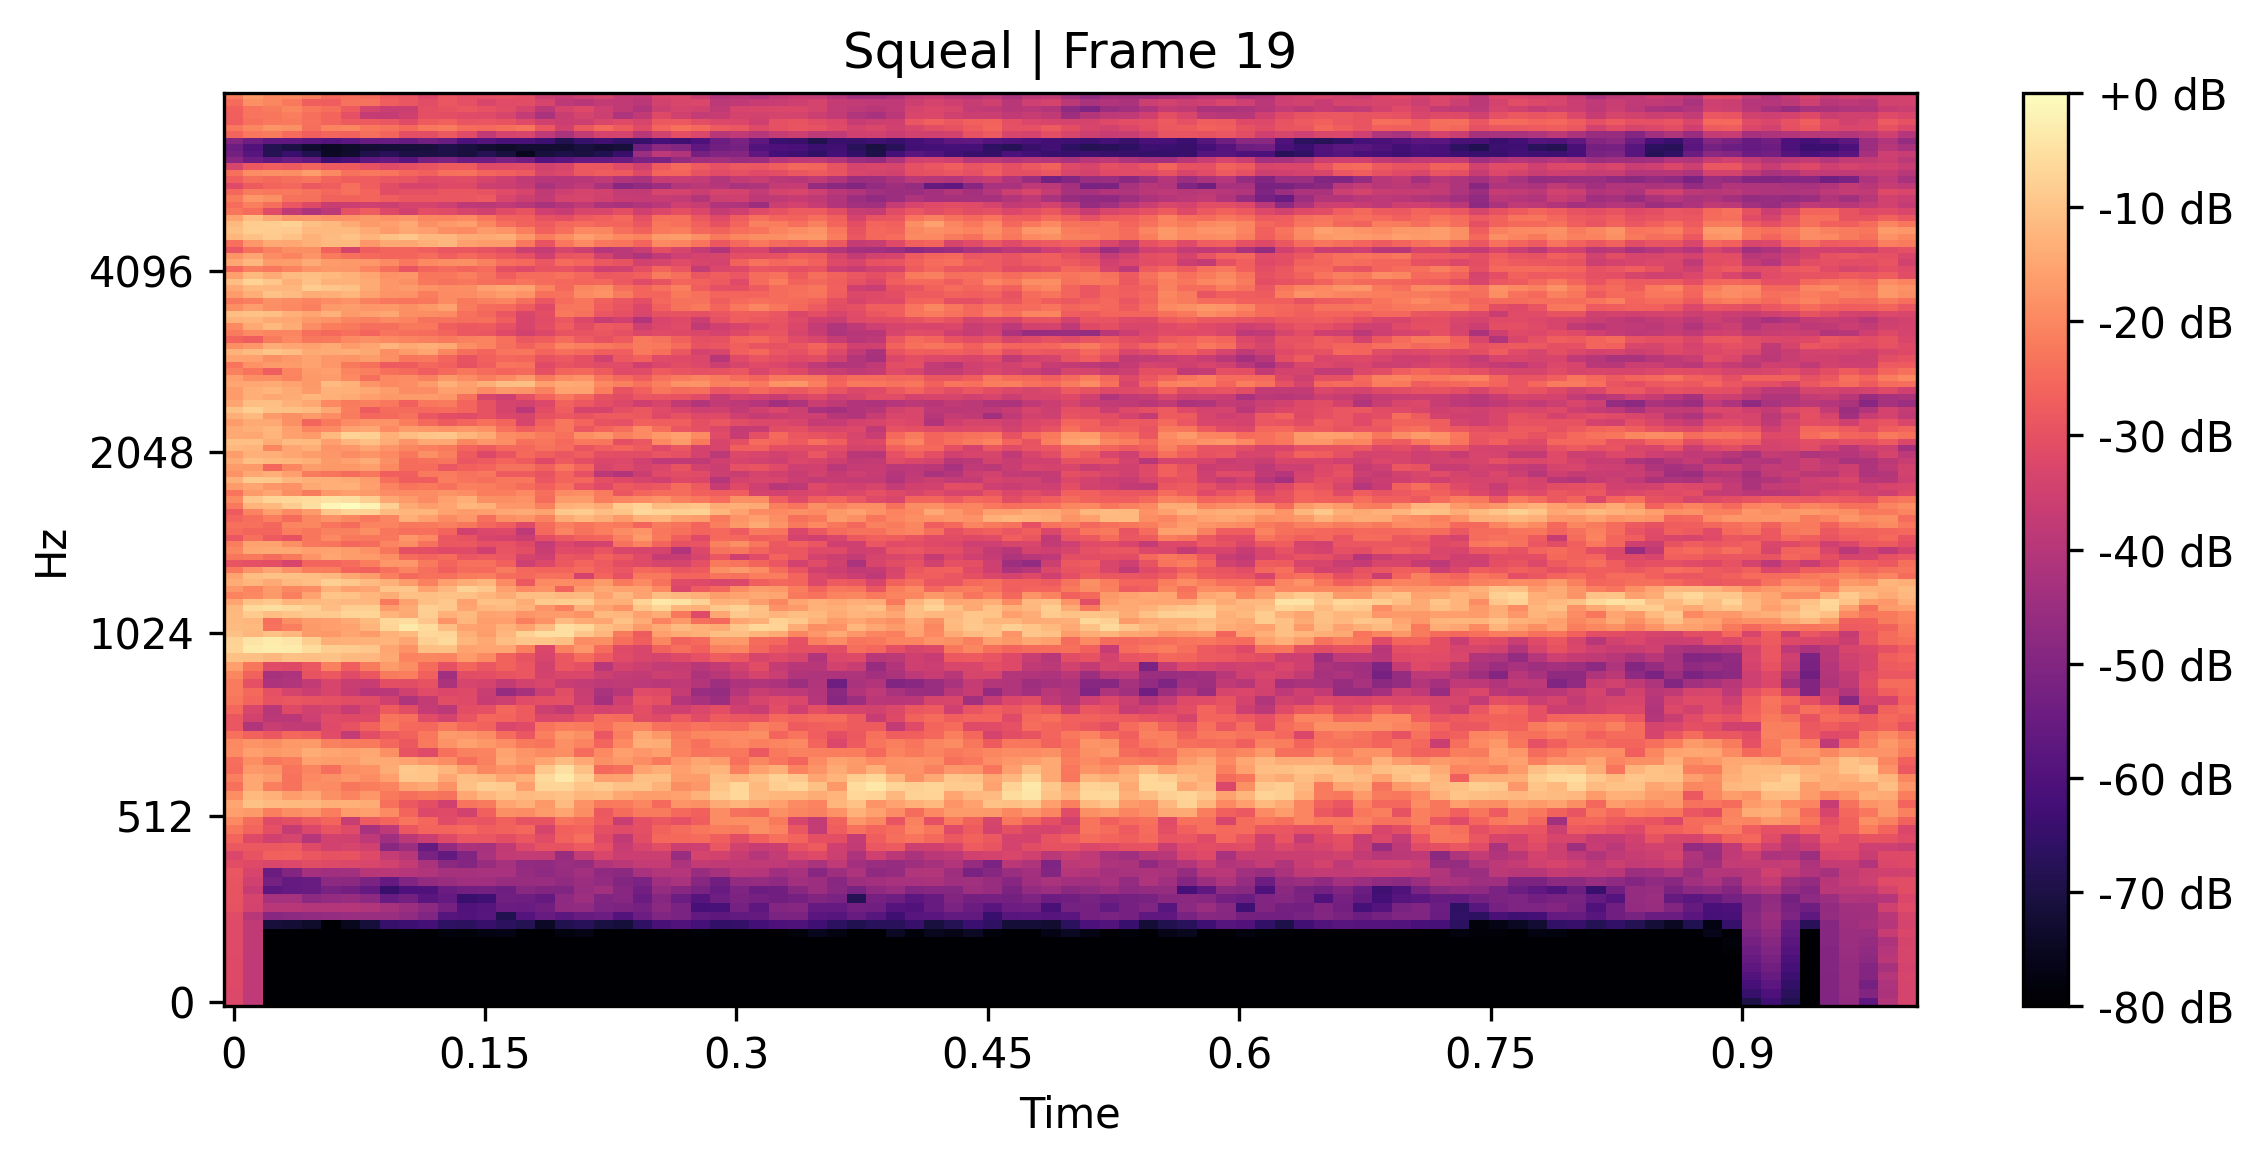 Squeal | Frame 19
Hz
4096
2048
1024
512
0
0
0.15
0.3
0.45
0.6
0.75
0.9
Time
+0 dB
-10 dB
-20 dB
-30 dB
-40 dB
-50 dB
-60 dB
-70 dB
-80 dB